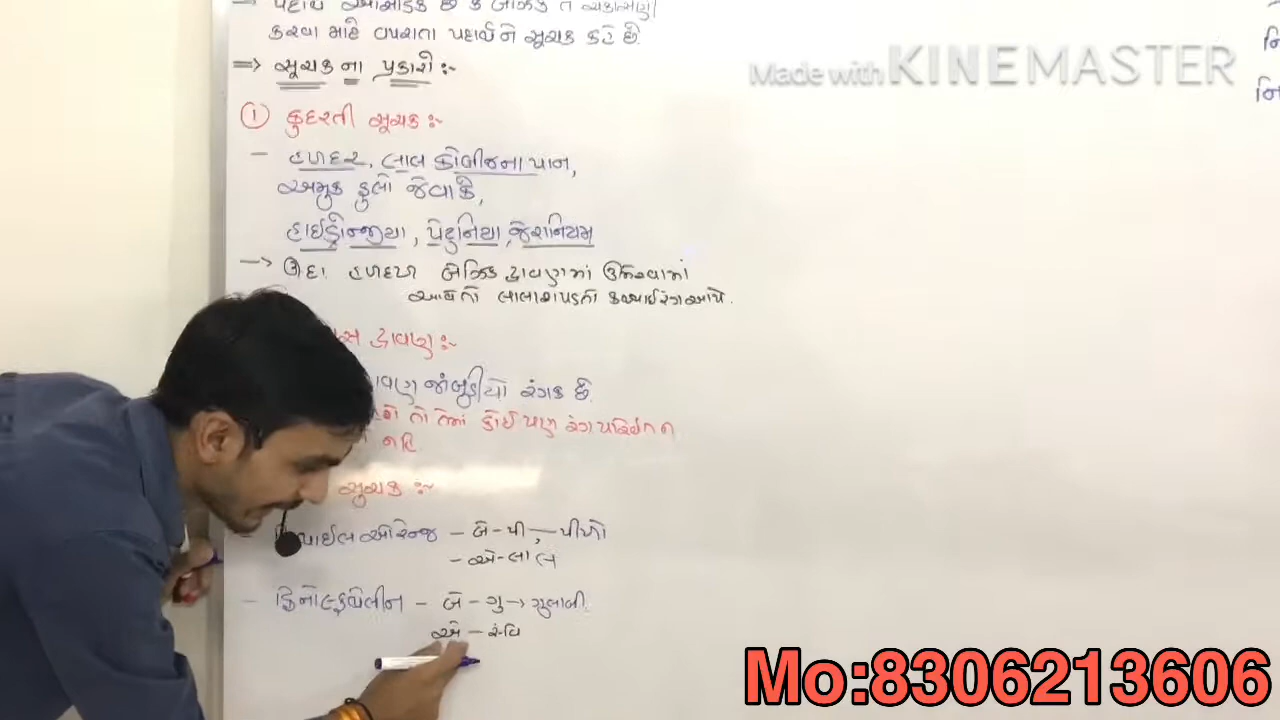 કરવા માટે વપરાતા પદાર્થને સૂચક કહે છે.
⇒ સૂચક ના પ્રકારો :-
① કુદરતી સૂચક :-
- હળદર, લાલ કોબીજના પાન,
અમુક ફુલો જેવા કે,
હાઈડ્રેન્જીયા, પેટુનિયા, જેરાનિયમ
→ ઉદા. હળદર બેઝિક દ્રાવણમાં ઉમેરવામાં
આવે તો લાલાશ પડતો કથ્થાઈ રંગ આપે.
દ્રાવણ :-
જાંબુડીયો રંગક છે.
તો તેમાં કોઈ પણ રંગ પરિવર્તન
નહિ
સુચક :-
ઓરેન્જ - બે-પી, - પીળો
- એ-લાલ
- ફિનોલ્ફથેલીન - બે - ગુ → ગુલાબી.
એ - રંવિ
નિ
નિ
Made with KINEMASTER
Mo:8306213606